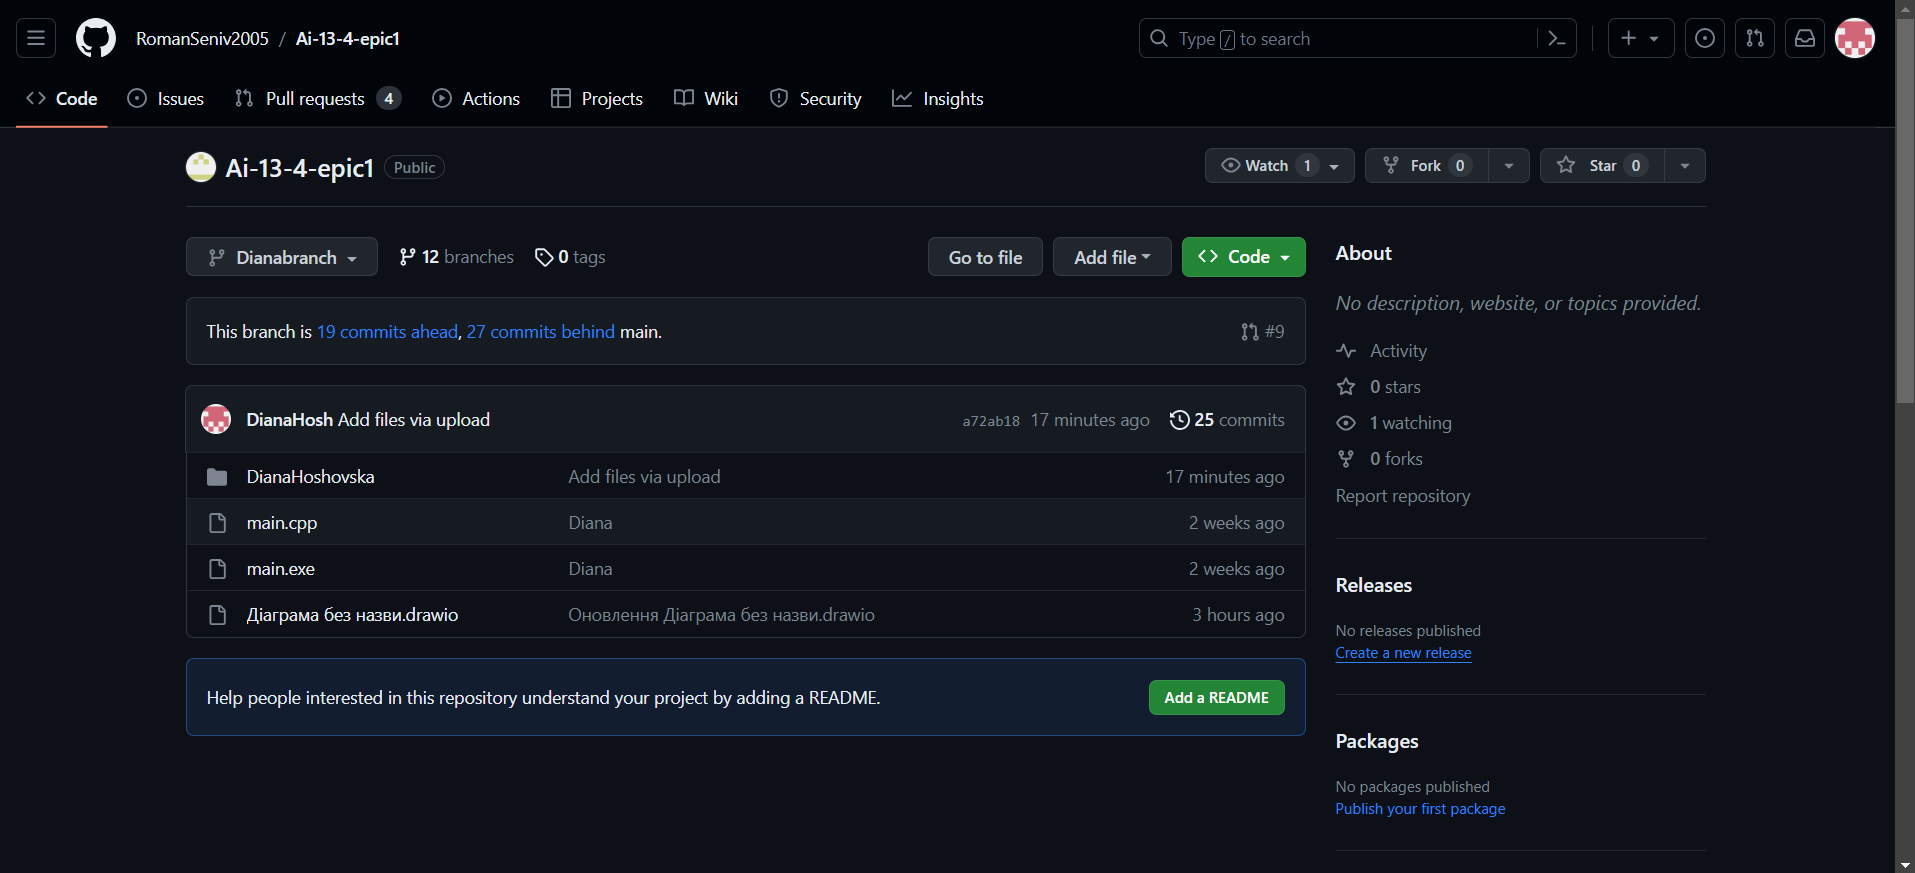 RomanSeniv2005 / Ai-13-4-epic1
Type / to search
Code
Issues
Pull requests 4
Actions
Projects
Wiki
Security
Insights
Ai-13-4-epic1 Public
Watch 1
Fork 0
Star 0
Dianabranch
12 branches
0 tags
Go to file
Add file
Code
This branch is 19 commits ahead, 27 commits behind main.
#9
DianaHosh Add files via upload
a72ab18 17 minutes ago
25 commits
DianaHoshovska Add files via upload 17 minutes ago
main.cpp Diana 2 weeks ago
main.exe Diana 2 weeks ago
Діаграма без назви.drawio Оновлення Діаграма без назви.drawio 3 hours ago
Help people interested in this repository understand your project by adding a README.
Add a README
About
No description, website, or topics provided.
Activity
0 stars
1 watching
0 forks
Report repository
Releases
No releases published
Create a new release
Packages
No packages published
Publish your first package